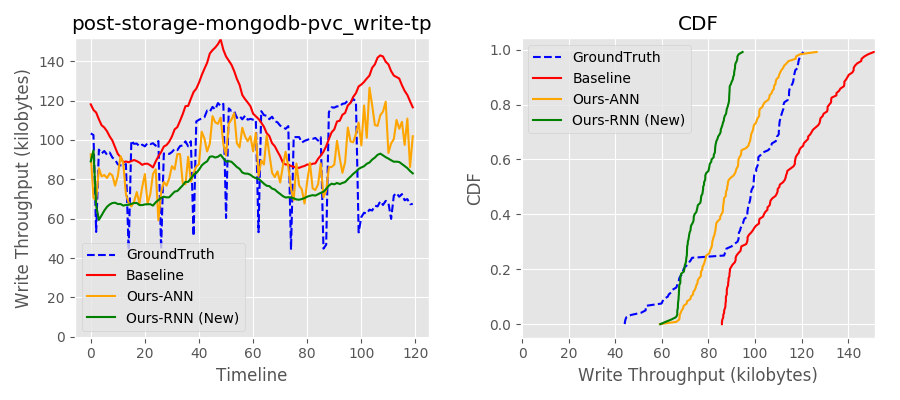 post-storage-mongodb-pvc_write-tp
Write Throughput (kilobytes)
140
120
100
80
60
40
20
0
GroundTruth
Baseline
Ours-ANN
Ours-RNN (New)
0 20 40 60 80 100 120
Timeline
CDF
CDF
1.0
0.8
0.6
0.4
0.2
0.0
GroundTruth
Baseline
Ours-ANN
Ours-RNN (New)
0 20 40 60 80 100 120 140
Write Throughput (kilobytes)